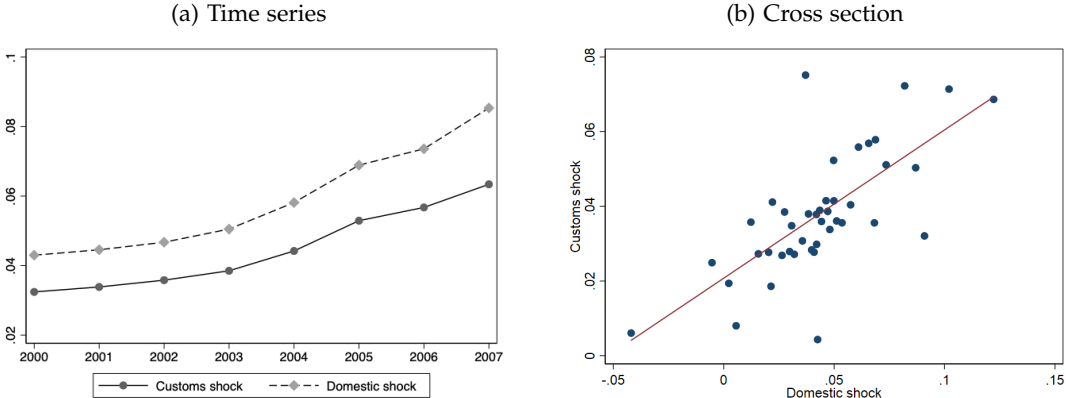 (a) Time series
.1
.08
.06
.04
.02
2000 2001 2002 2003 2004 2005 2006 2007
Customs shock Domestic shock
(b) Cross section
Customs shock
.08
.06
.04
.02
0
-.05 0 .05 .1 .15
Domestic shock